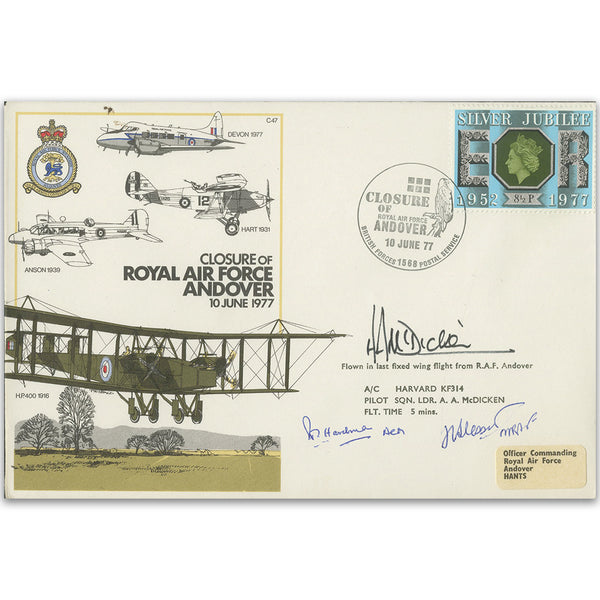 C47
DEVON 1977
HART 1931
12
ANSON 1939
CLOSURE OF
ROYAL AIR FORCE
ANDOVER
10 JUNE 1977
H.P.400 1916
SILVER JUBILEE
E R
1952 8½P 1977
CLOSURE
OF
ROYAL AIR FORCE
ANDOVER
10 JUNE 77
BRITISH FORCES 1568 POSTAL SERVICE
Flown in last fixed wing flight from R.A.F. Andover
A/C HARVARD KF314
PILOT SQN. LDR. A. A. McDICKEN
FLT. TIME 5 mins.
Officer Commanding
Royal Air Force
Andover
HANTS